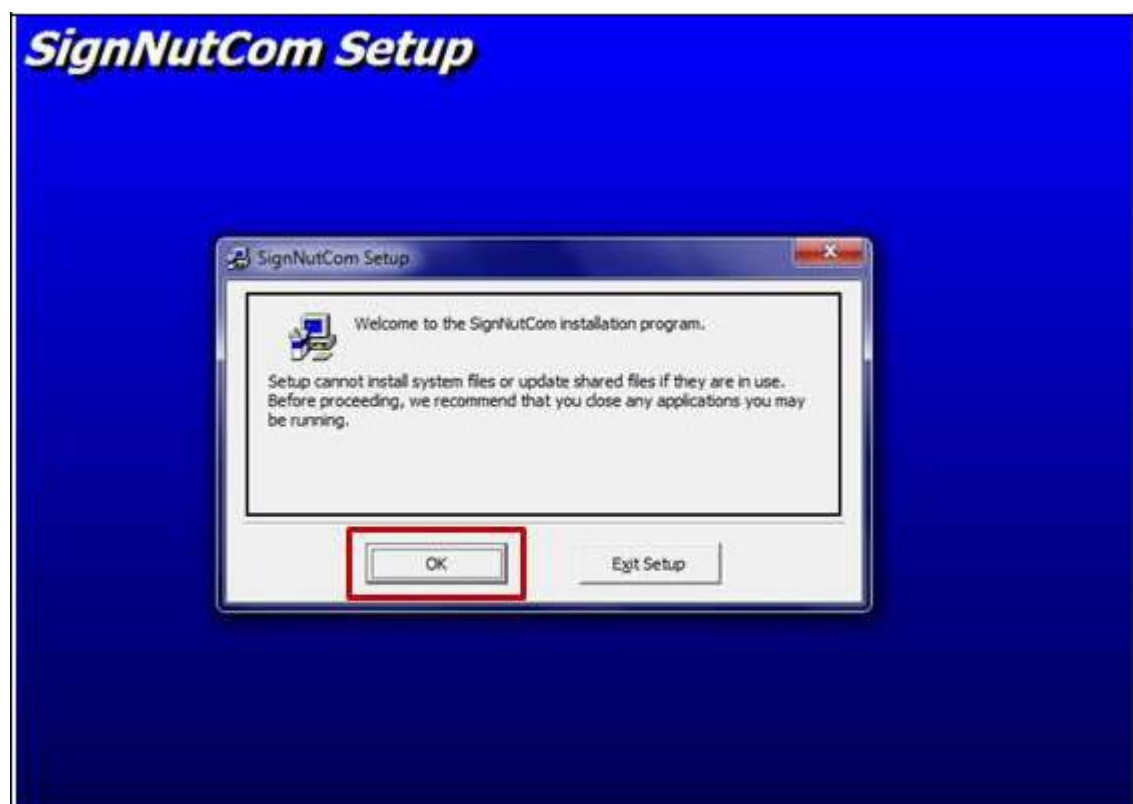 SignNutCom Setup
SignNutCom Setup
Welcome to the SignNutCom installation program.
Setup cannot install system files or update shared files if they are in use.
Before proceeding, we recommend that you close any applications you may
be running.
OK
Exit Setup